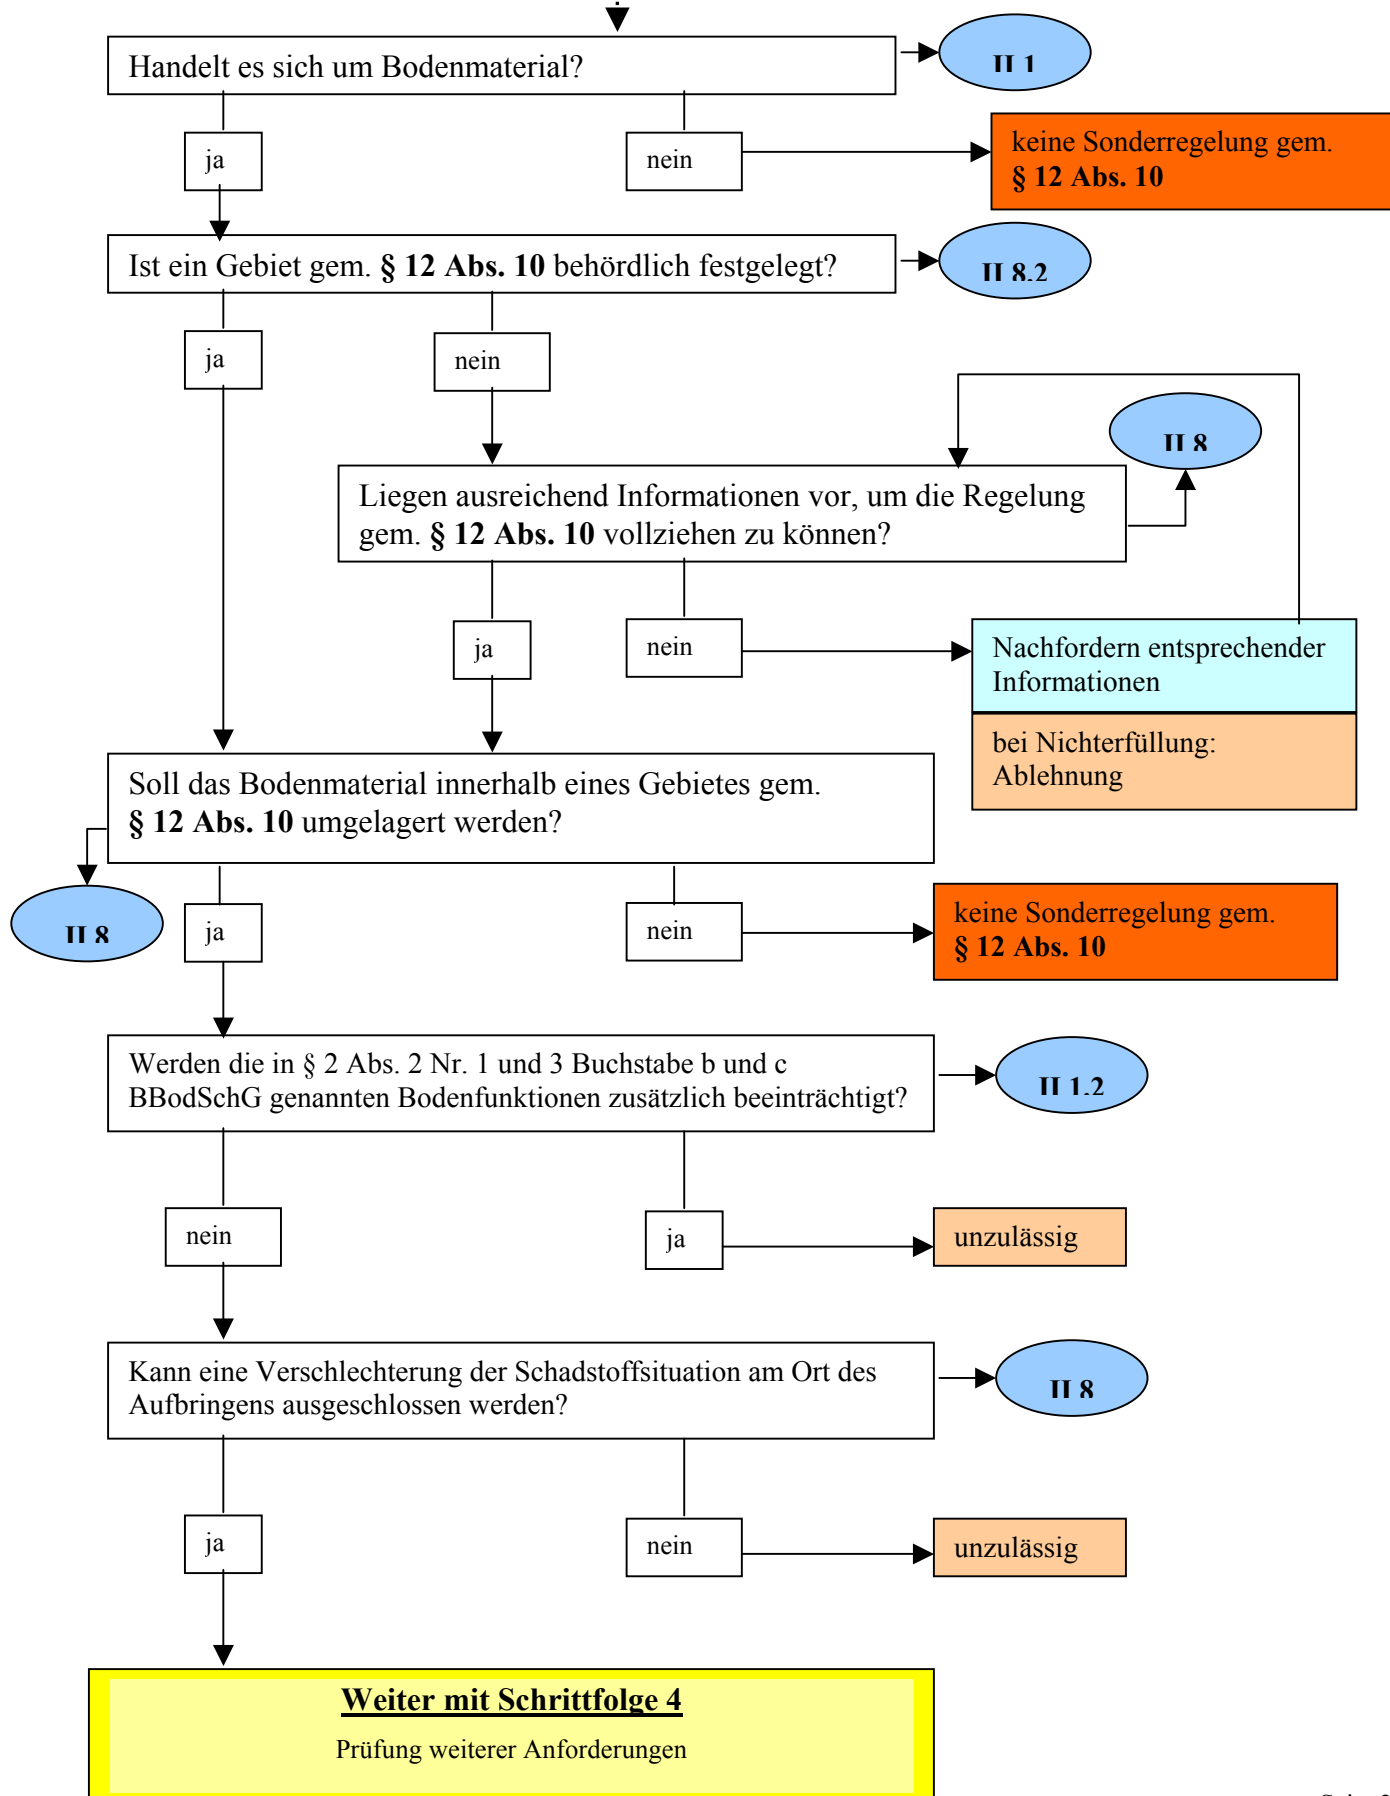 Handelt es sich um Bodenmaterial?
II 1
ja
nein
keine Sonderregelung gem.
§ 12 Abs. 10
Ist ein Gebiet gem. § 12 Abs. 10 behördlich festgelegt?
II 8.2
ja
nein
II 8
Liegen ausreichend Informationen vor, um die Regelung
gem. § 12 Abs. 10 vollziehen zu können?
ja
nein
Nachfordern entsprechender
Informationen
bei Nichterfüllung:
Ablehnung
Soll das Bodenmaterial innerhalb eines Gebietes gem.
§ 12 Abs. 10 umgelagert werden?
II 8
ja
nein
keine Sonderregelung gem.
§ 12 Abs. 10
Werden die in § 2 Abs. 2 Nr. 1 und 3 Buchstabe b und c
BBodSchG genannten Bodenfunktionen zusätzlich beeinträchtigt?
II 1.2
nein
ja
unzulässig
Kann eine Verschlechterung der Schadstoffsituation am Ort des
Aufbringens ausgeschlossen werden?
II 8
ja
nein
unzulässig
Weiter mit Schrittfolge 4
Prüfung weiterer Anforderungen